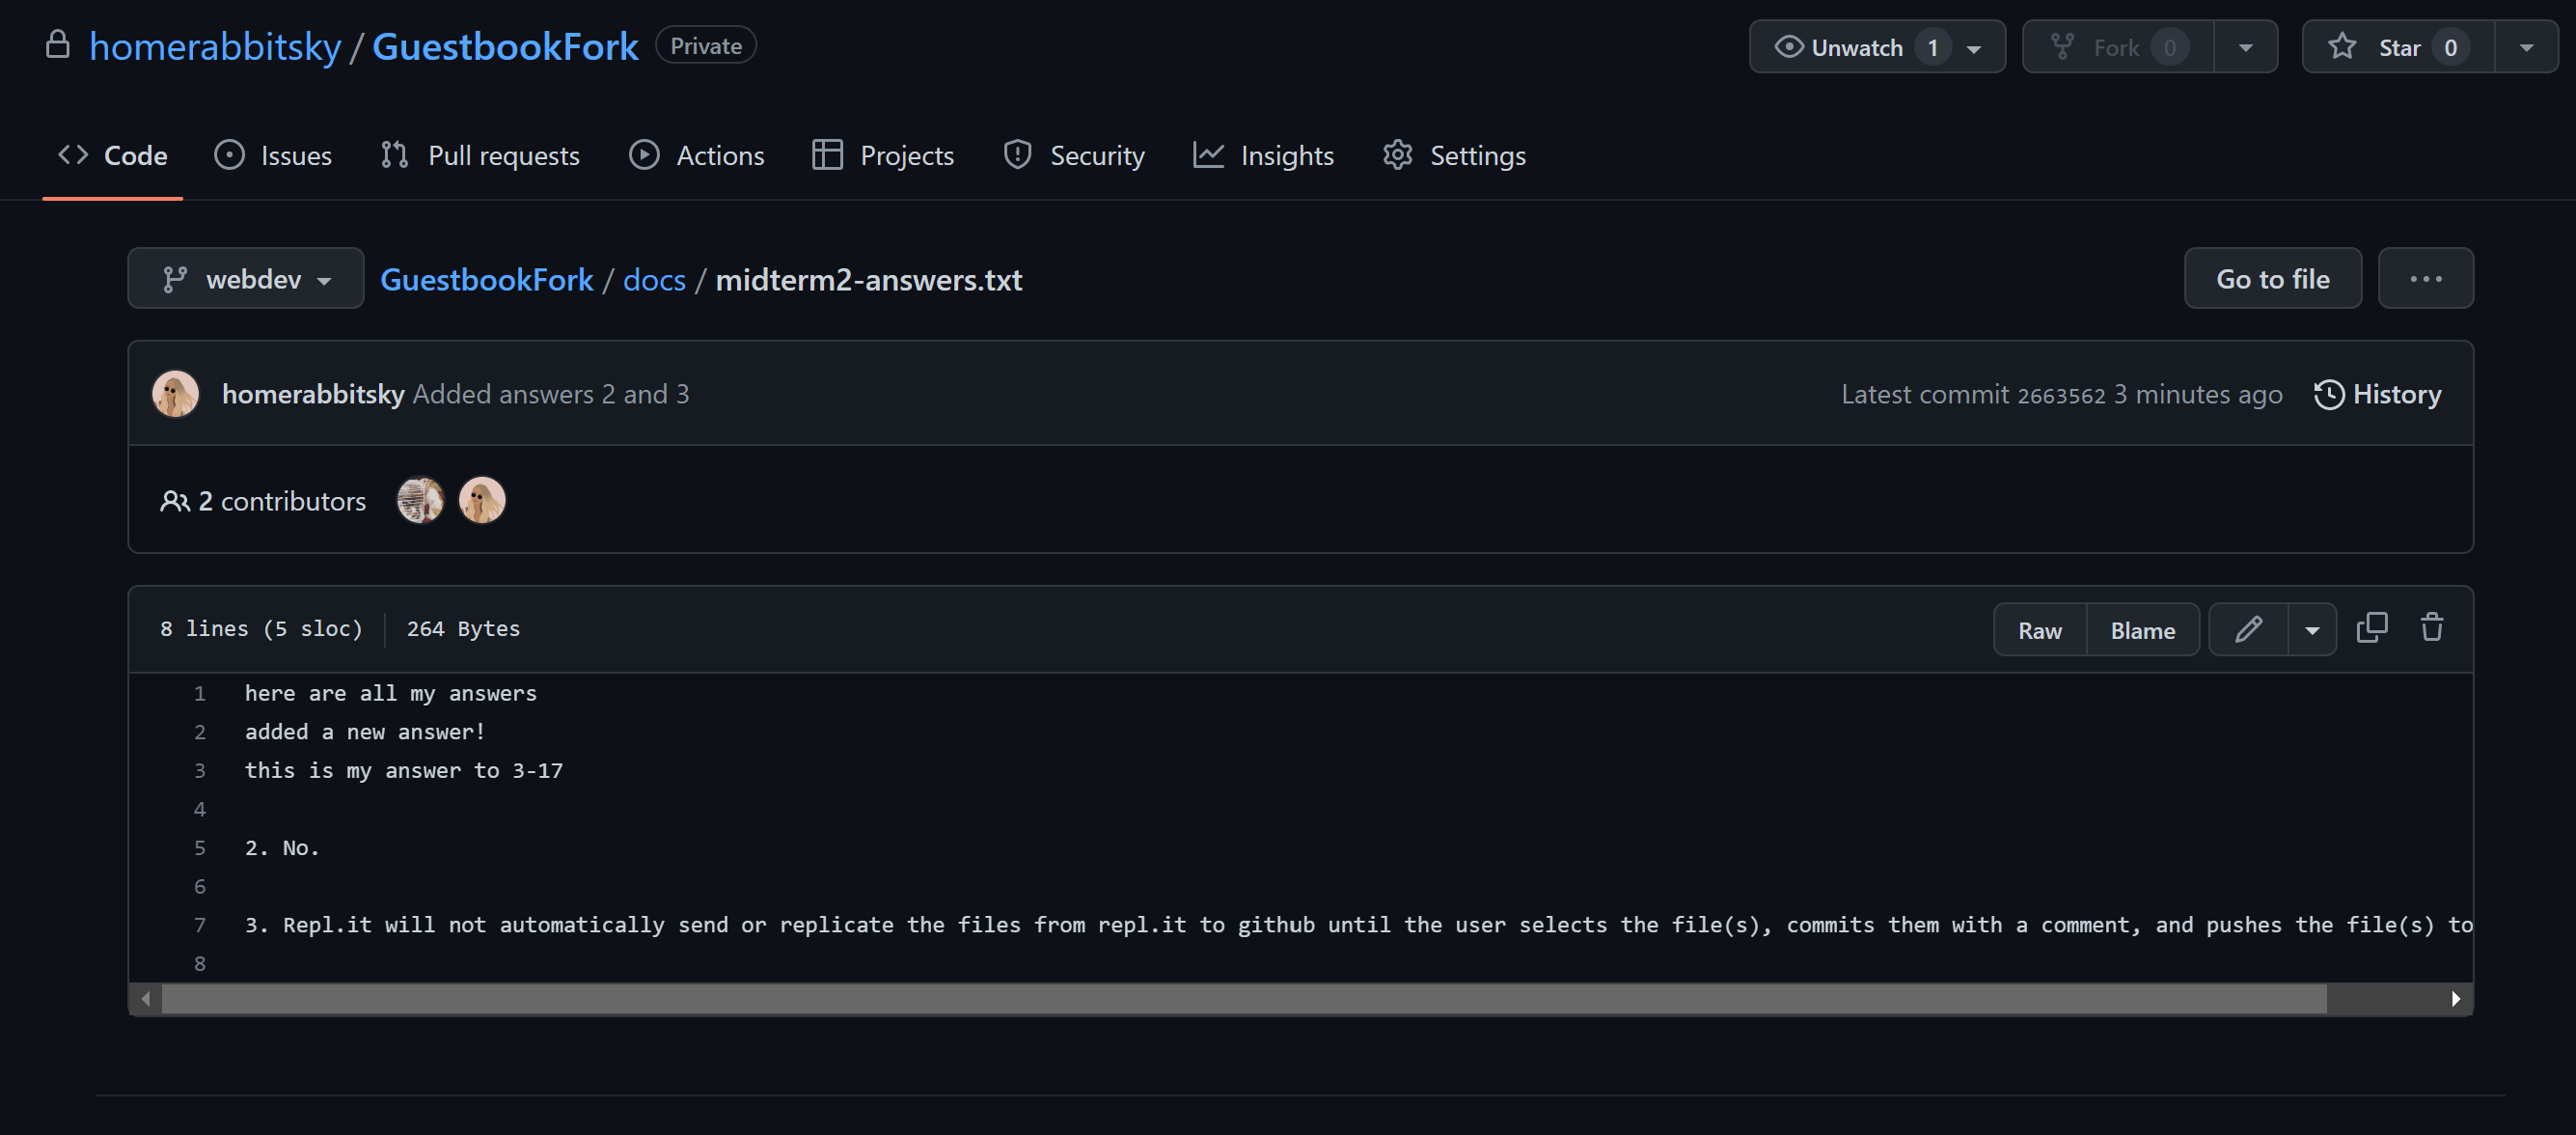 homerabbitsky / GuestbookFork Private
Unwatch 1 Fork 0 Star 0
Code Issues Pull requests Actions Projects Security Insights Settings
webdev GuestbookFork / docs / midterm2-answers.txt Go to file ...
homerabbitsky Added answers 2 and 3 Latest commit 2663562 3 minutes ago History
2 contributors
8 lines (5 sloc) 264 Bytes Raw Blame
1 here are all my answers
2 added a new answer!
3 this is my answer to 3-17
4
5 2. No.
6
7 3. Repl.it will not automatically send or replicate the files from repl.it to github until the user selects the file(s), commits them with a comment, and pushes the file(s) to
8